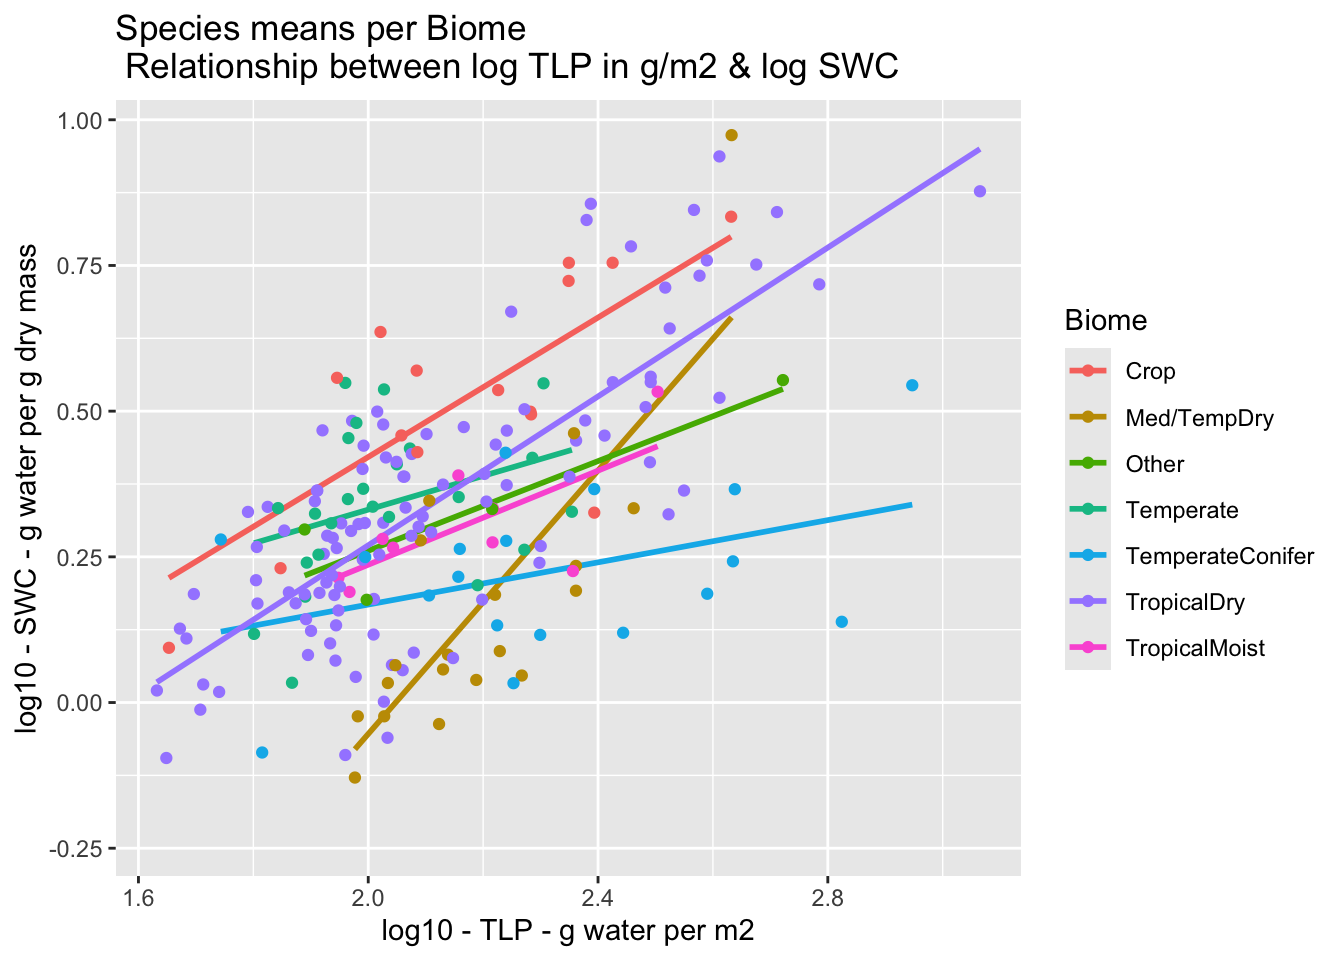 Species means per Biome
Relationship between log TLP in g/m2 & log SWC
1.00
0.75
0.50
0.25
0.00
-0.25
log10 - SWC - g water per g dry mass
1.6 2.0 2.4 2.8
log10 - TLP - g water per m2
Biome
Crop
Med/TempDry
Other
Temperate
TemperateConifer
TropicalDry
TropicalMoist